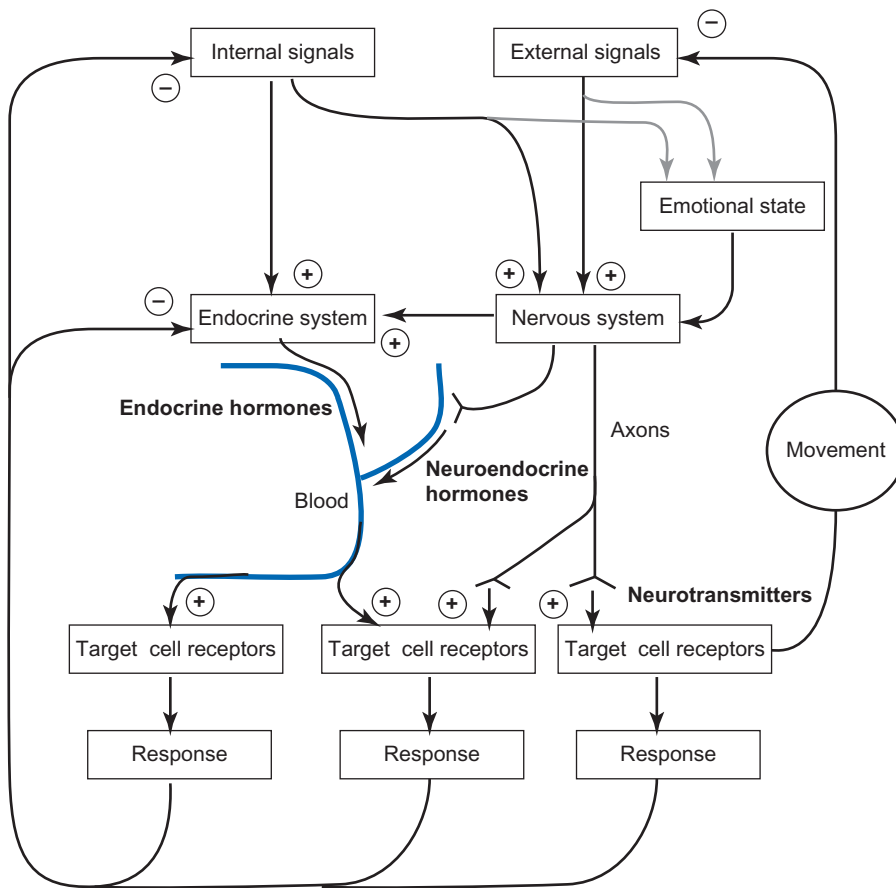 Internal signals
External signals
−
−
Emotional state
+
+
+
−
Endocrine system
Nervous system
+
Endocrine hormones
Axons
Movement
Neuroendocrine
hormones
Blood
Neurotransmitters
+
+
+
+
Target cell receptors
Target cell receptors
Target cell receptors
Response
Response
Response